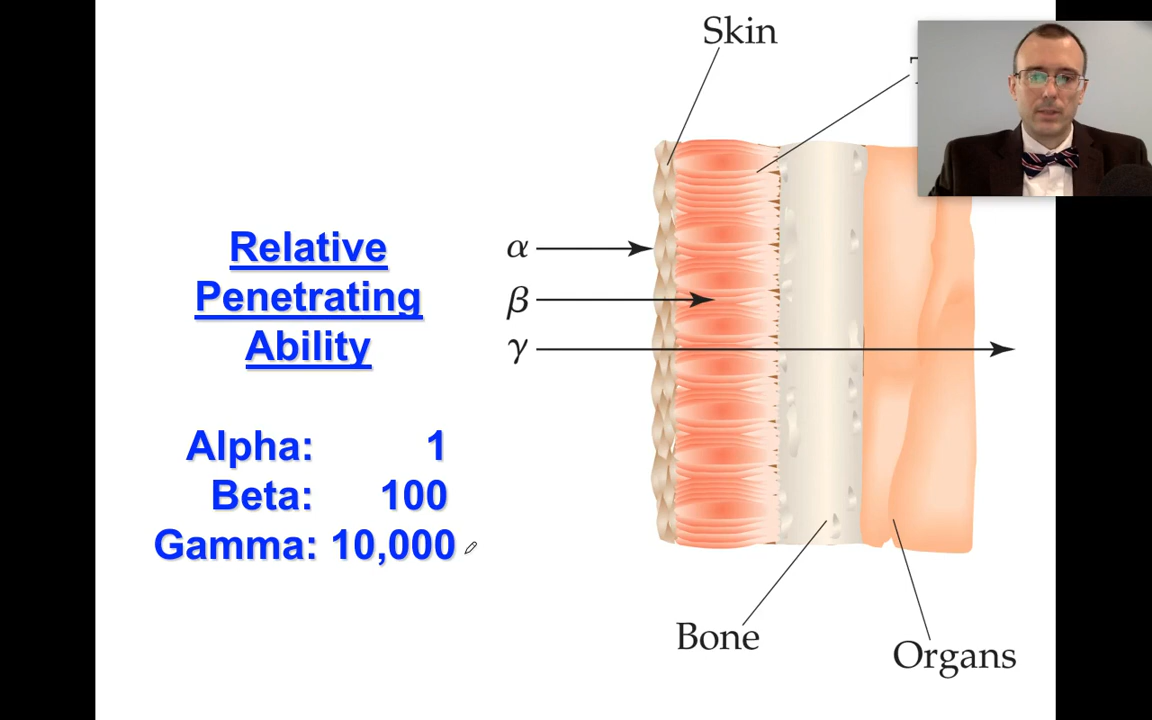 Skin
Relative
Penetrating
Ability
α
β
γ
Alpha: 1
Beta: 100
Gamma: 10,000
Bone
Organs